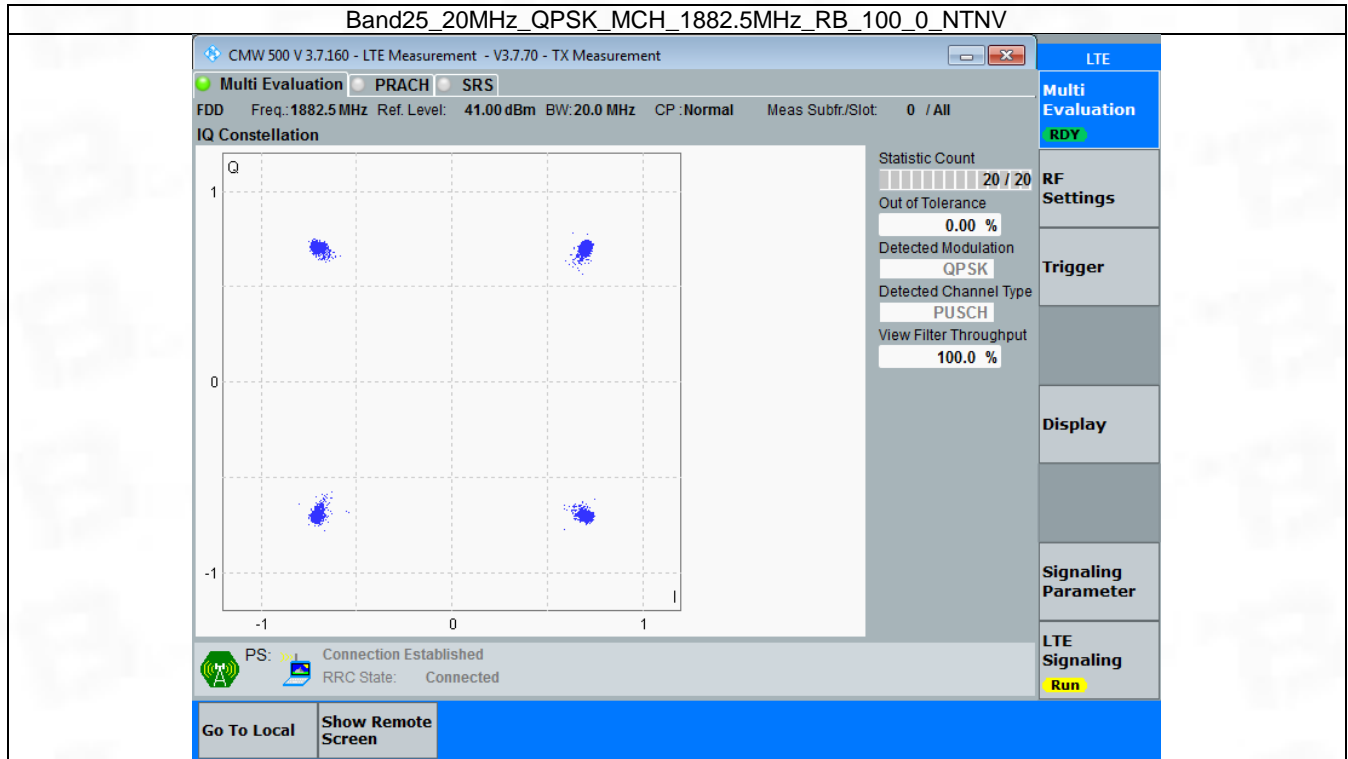 Band25_20MHz_QPSK_MCH_1882.5MHz_RB_100_0_NTNV
CMW 500 V 3.7.160 - LTE Measurement - V3.7.70 - TX Measurement
LTE
Multi Evaluation PRACH SRS
Multi
Evaluation
RDY
FDD Freq.:1882.5 MHz Ref. Level: 41.00 dBm BW:20.0 MHz CP :Normal Meas Subfr./Slot: 0 / All
IQ Constellation
Q
1
0
-1
-1 0 1
I
Statistic Count
20 / 20
Out of Tolerance
0.00 %
Detected Modulation
QPSK
Detected Channel Type
PUSCH
View Filter Throughput
100.0 %
RF
Settings
Trigger
Display
Signaling
Parameter
LTE
Signaling
Run
PS: Connection Established
RRC State: Connected
Go To Local
Show Remote
Screen